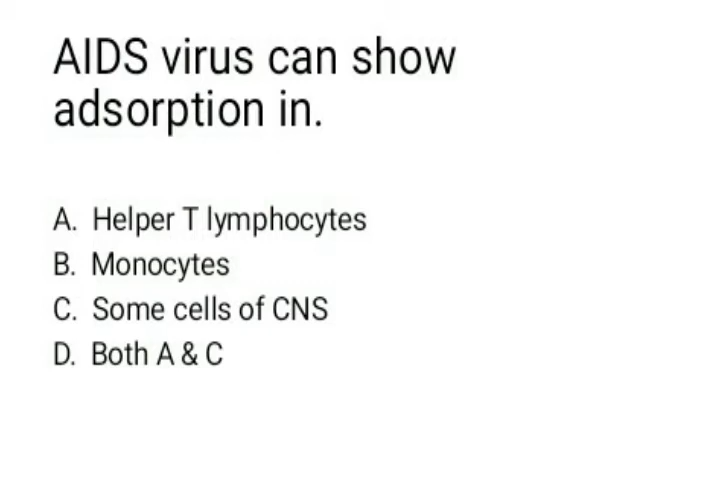 AIDS virus can show
adsorption in.
A. Helper T lymphocytes
B. Monocytes
C. Some cells of CNS
D. Both A & C